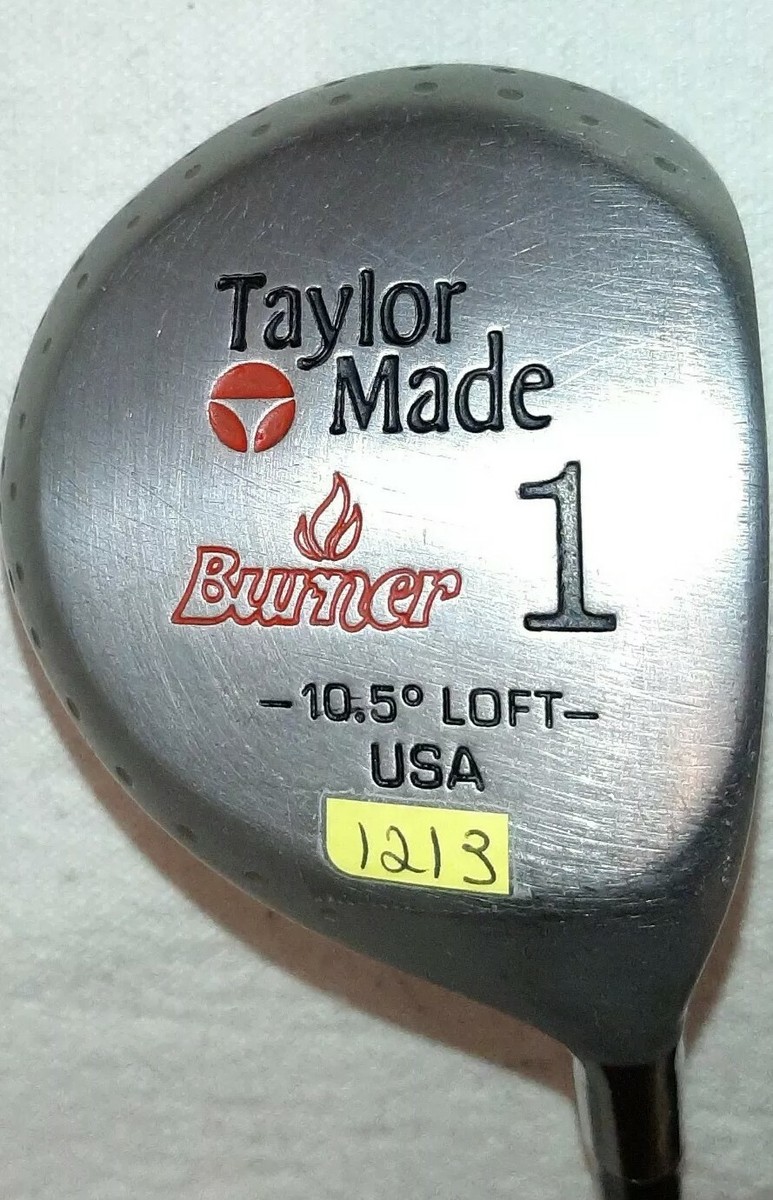 Taylor
Made
Burner
1
-10.5° LOFT-
USA
1213